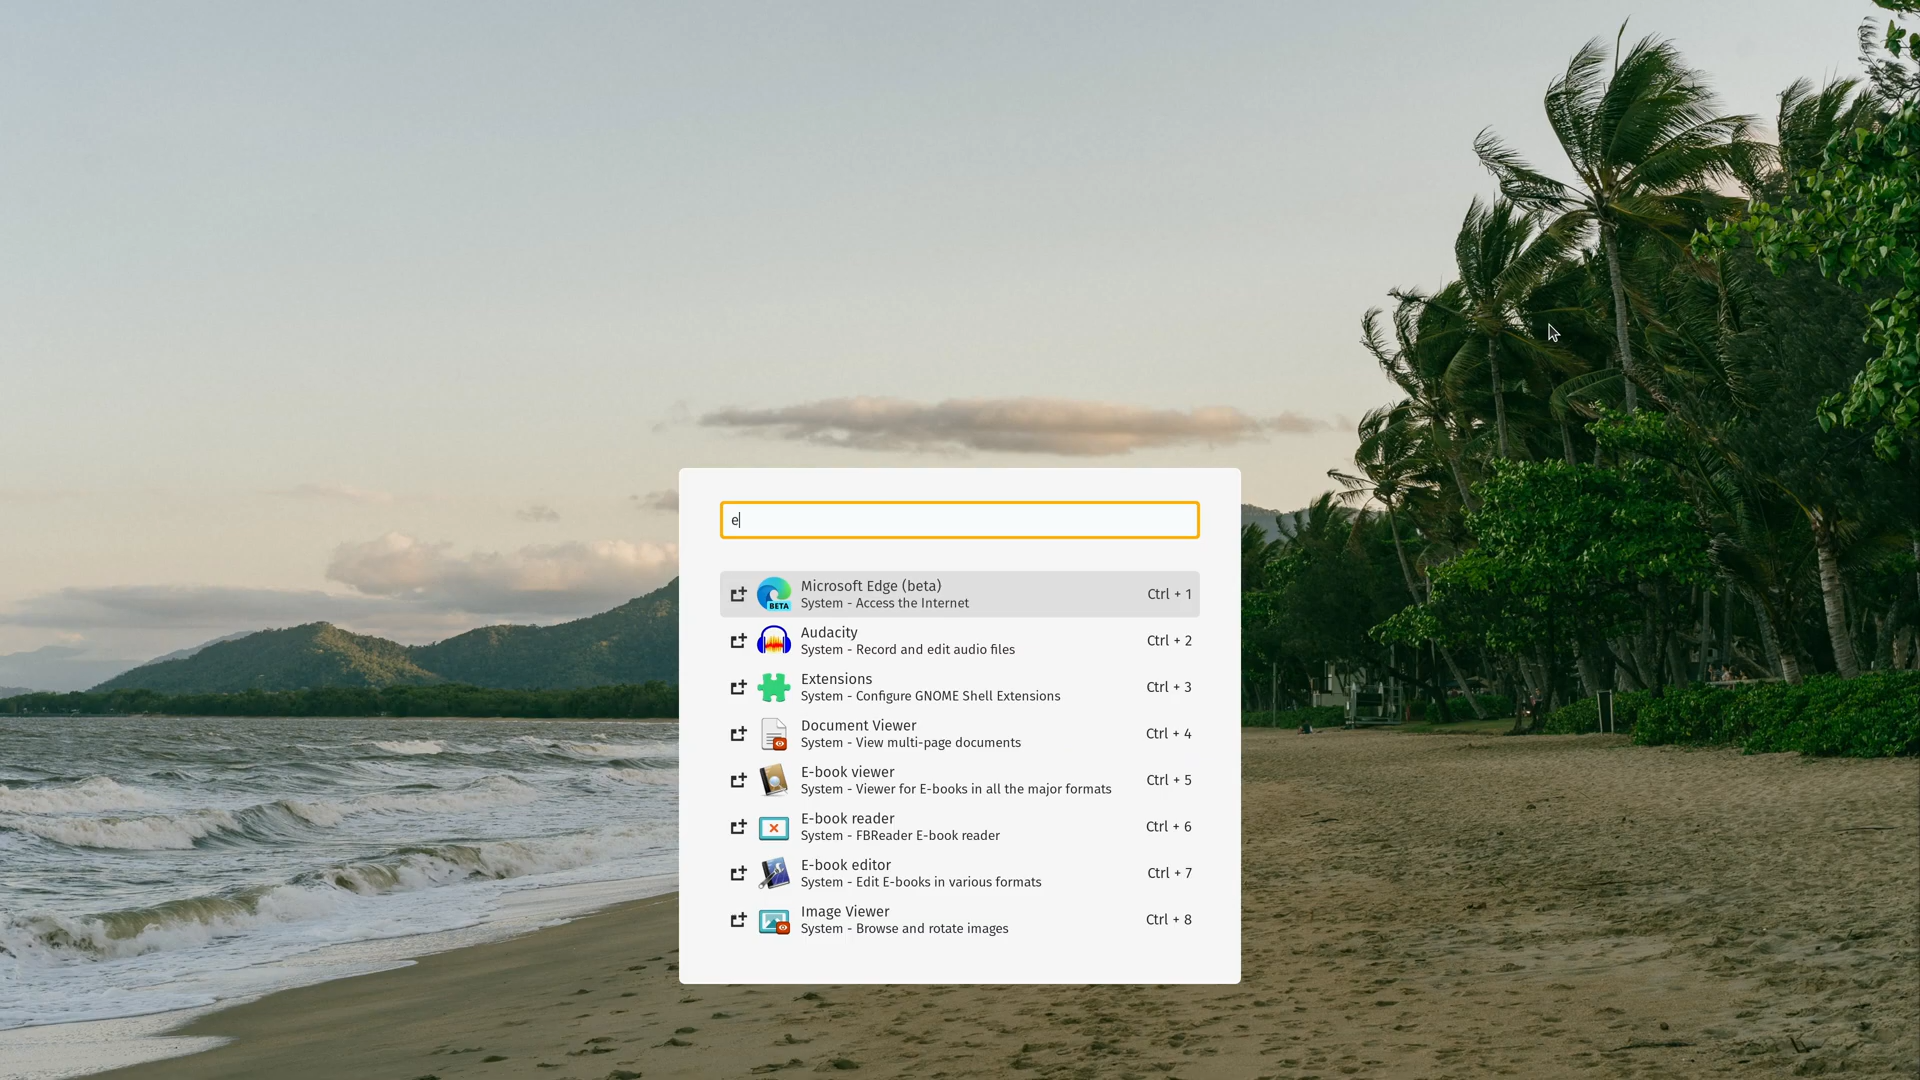 e
BETA
Microsoft Edge (beta)
System - Access the Internet
Ctrl + 1
Audacity
System - Record and edit audio files
Ctrl + 2
Extensions
System - Configure GNOME Shell Extensions
Ctrl + 3
Document Viewer
System - View multi-page documents
Ctrl + 4
E-book viewer
System - Viewer for E-books in all the major formats
Ctrl + 5
E-book reader
System - FBReader E-book reader
Ctrl + 6
E-book editor
System - Edit E-books in various formats
Ctrl + 7
Image Viewer
System - Browse and rotate images
Ctrl + 8